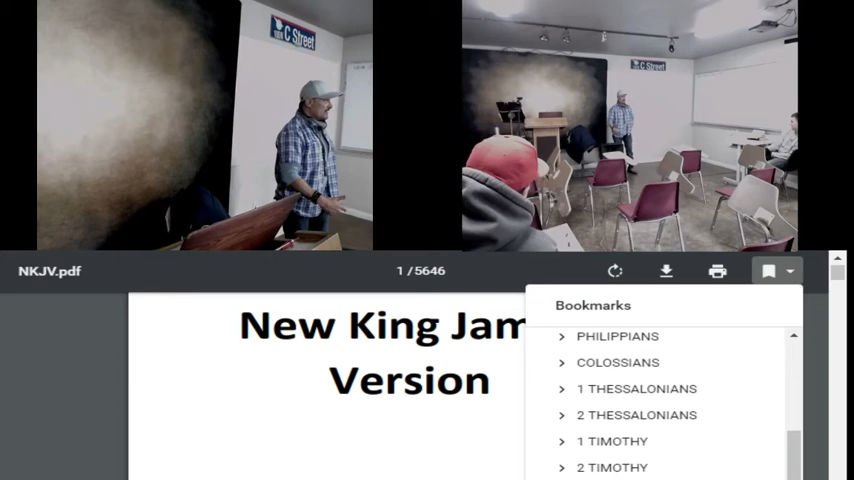 C Street
C Street
NKJV.pdf
1 / 5646
New King Jam
Version
Bookmarks
PHILIPPIANS
COLOSSIANS
1 THESSALONIANS
2 THESSALONIANS
1 TIMOTHY
2 TIMOTHY